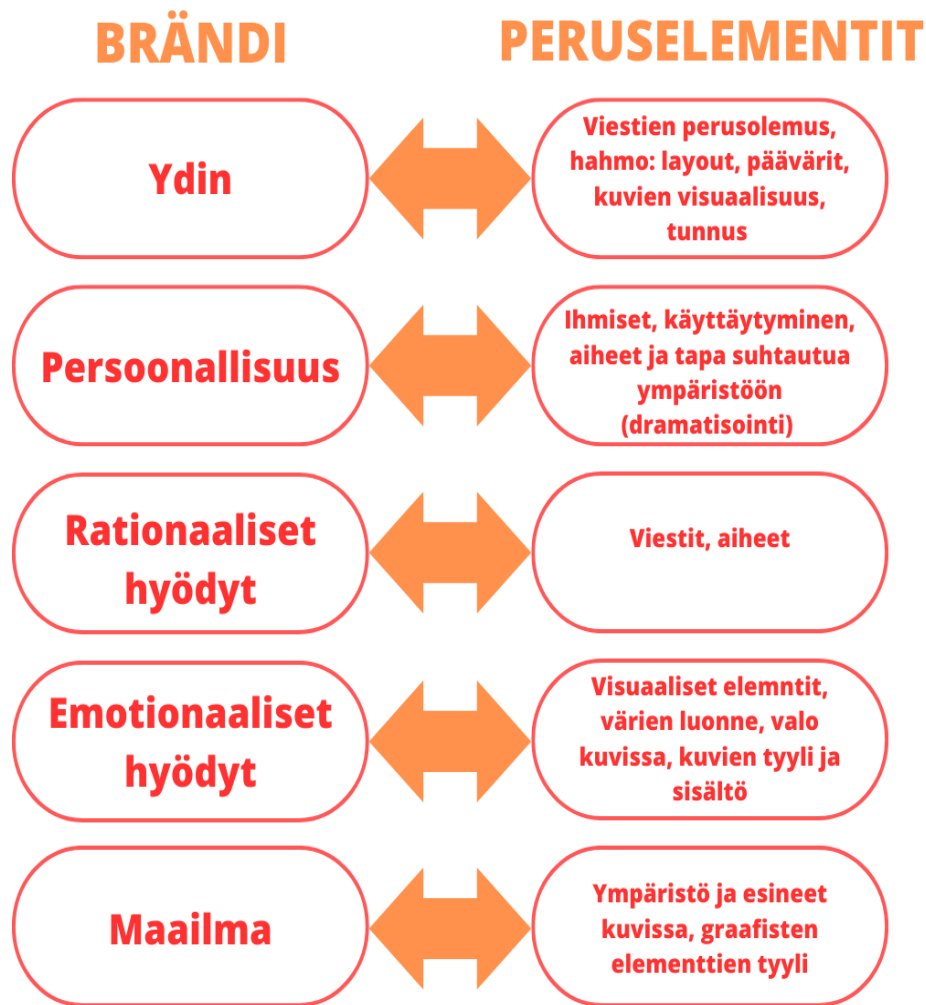 BRÄNDI
PERUSELEMENTIT
Ydin
Viestien perusolemus,
hahmo: layout, päävärit,
kuvien visuaalisuus,
tunnus
Persoonallisuus
Ihmiset, käyttäytyminen,
aiheet ja tapa suhtautua
ympäristöön
(dramatisointi)
Rationaaliset
hyödyt
Viestit, aiheet
Emotionaaliset
hyödyt
Visuaaliset elemntit,
värien luonne, valo
kuvissa, kuvien tyyli ja
sisältö
Maailma
Ympäristö ja esineet
kuvissa, graafisten
elementtien tyyli